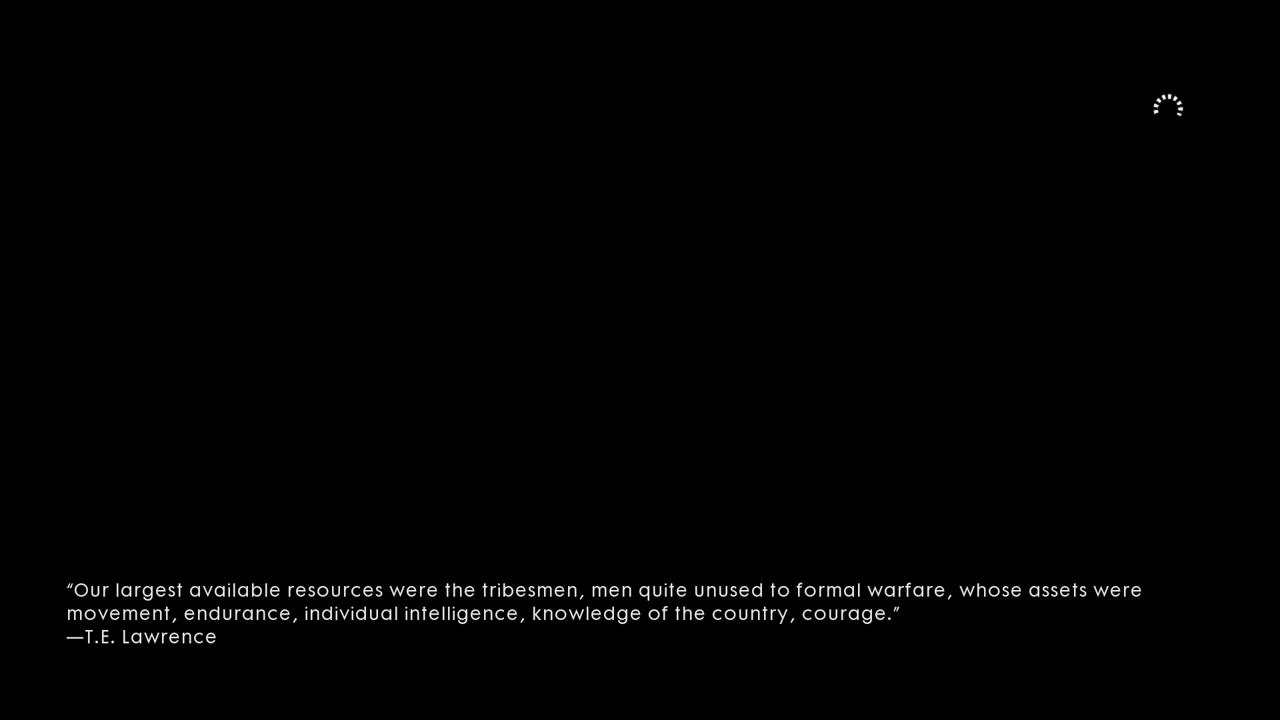 “Our largest available resources were the tribesmen, men quite unused to formal warfare, whose assets were
movement, endurance, individual intelligence, knowledge of the country, courage.”
—T.E. Lawrence